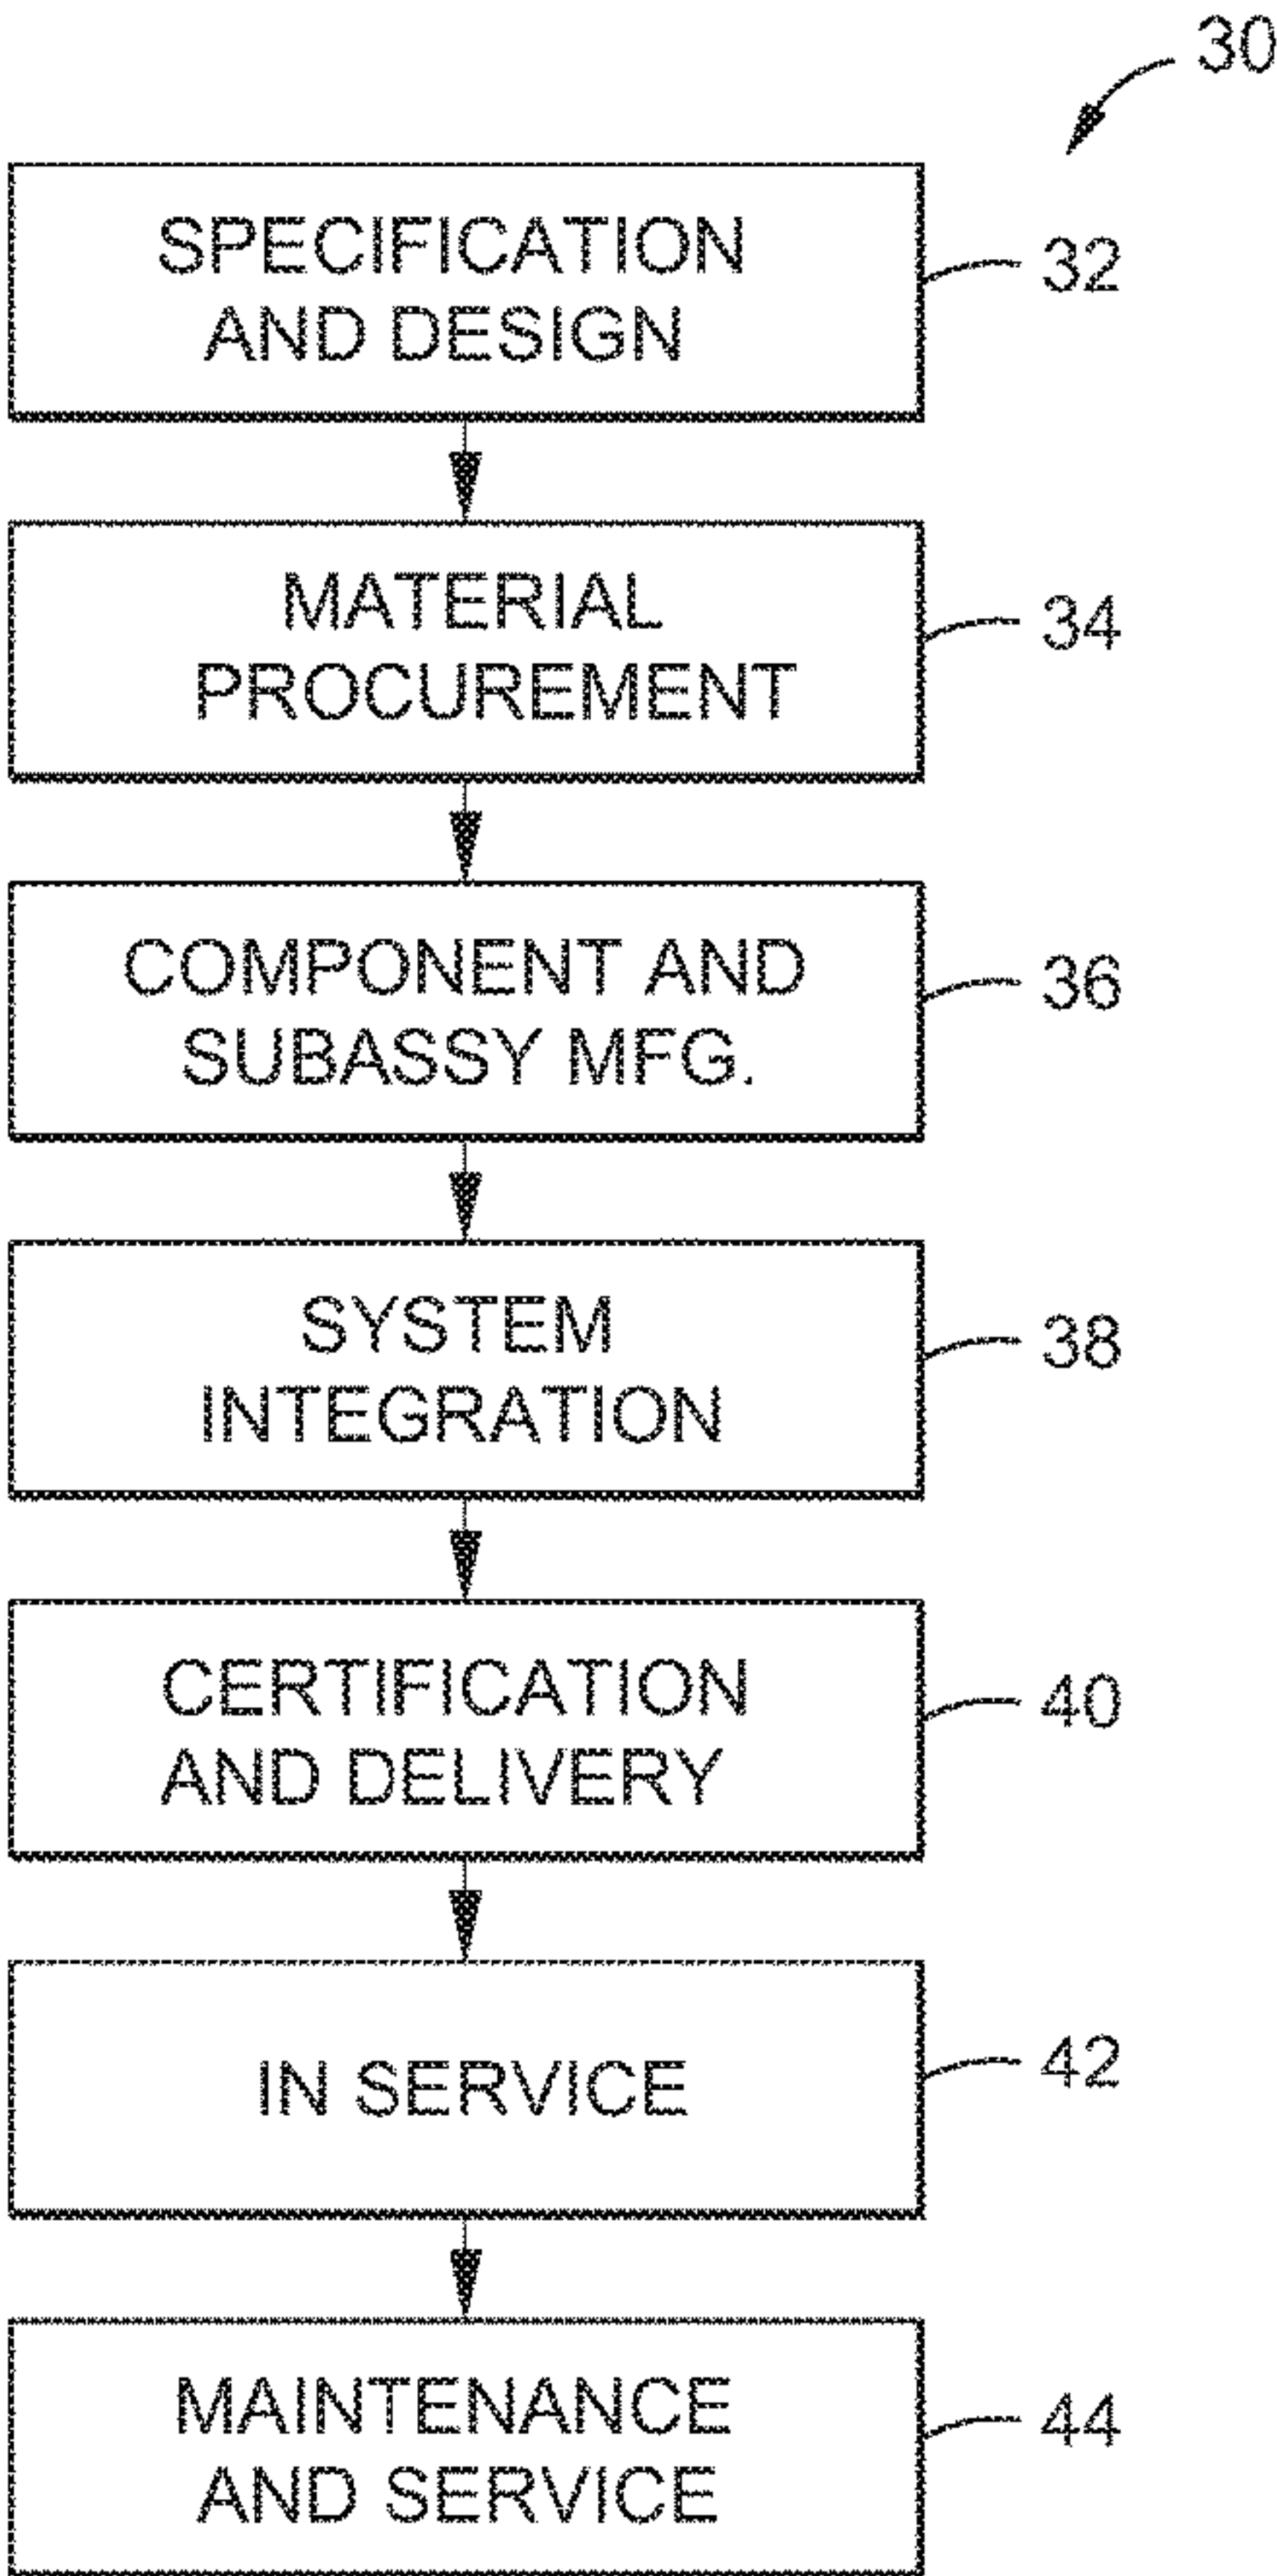 30
SPECIFICATION
AND DESIGN
32
MATERIAL
PROCUREMENT
34
COMPONENT AND
SUBASSY MFG.
36
SYSTEM
INTEGRATION
38
CERTIFICATION
AND DELIVERY
40
IN SERVICE
42
MAINTENANCE
AND SERVICE
44